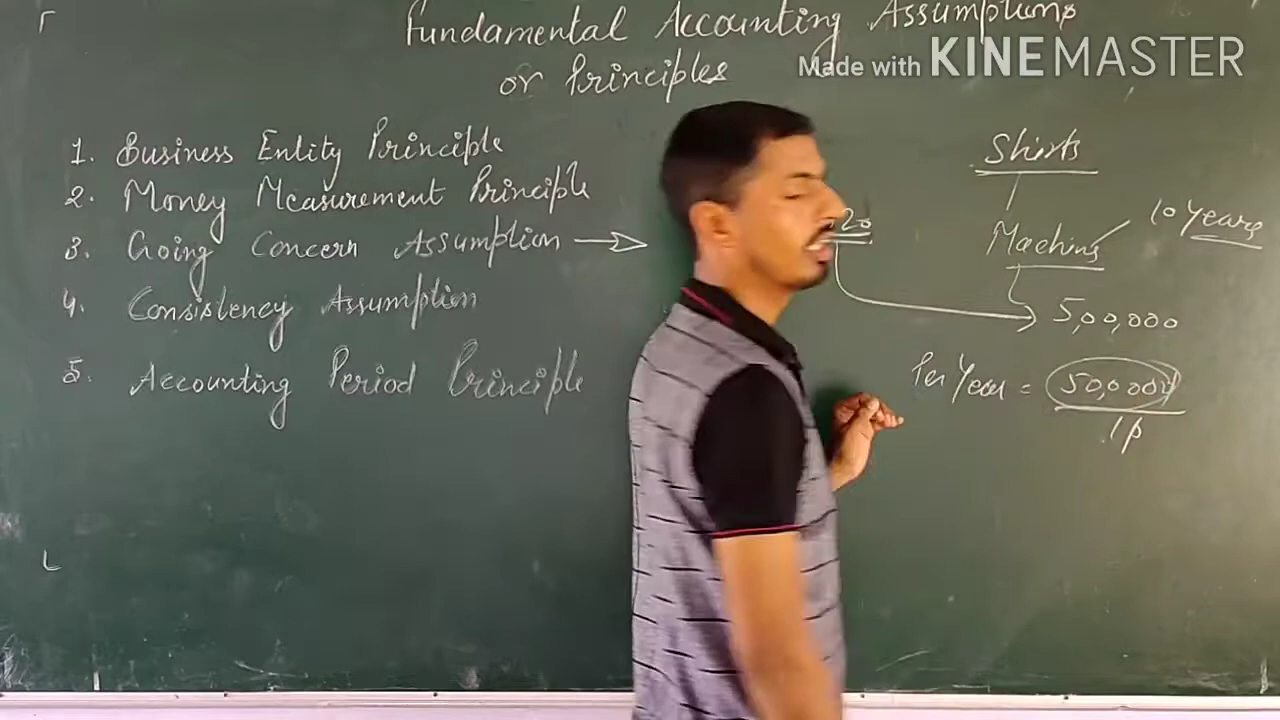 Fundamental Accounting Assumptions
or Principles
Made with KINEMASTER
1. Business Entity Principle
2. Money Measurement Principle
3. Going Concern Assumption →
4. Consistency Assumption
5. Accounting Period Principle
20
Shirts
Machine
10 Years
5,00,000
Per Year = 50,000
1p